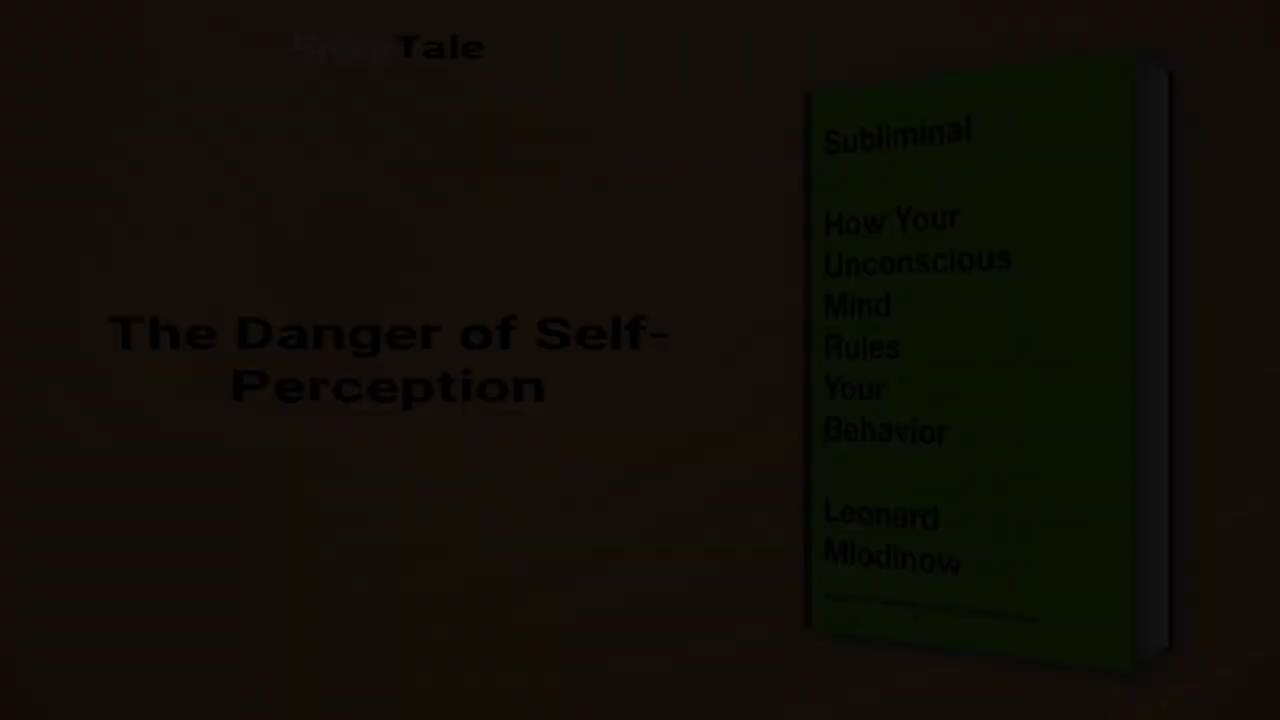 Tale
The Danger of Self-
Perception
Subliminal
How Your
Unconscious
Mind
Rules
Your
Behavior
Leonard
Mlodinow